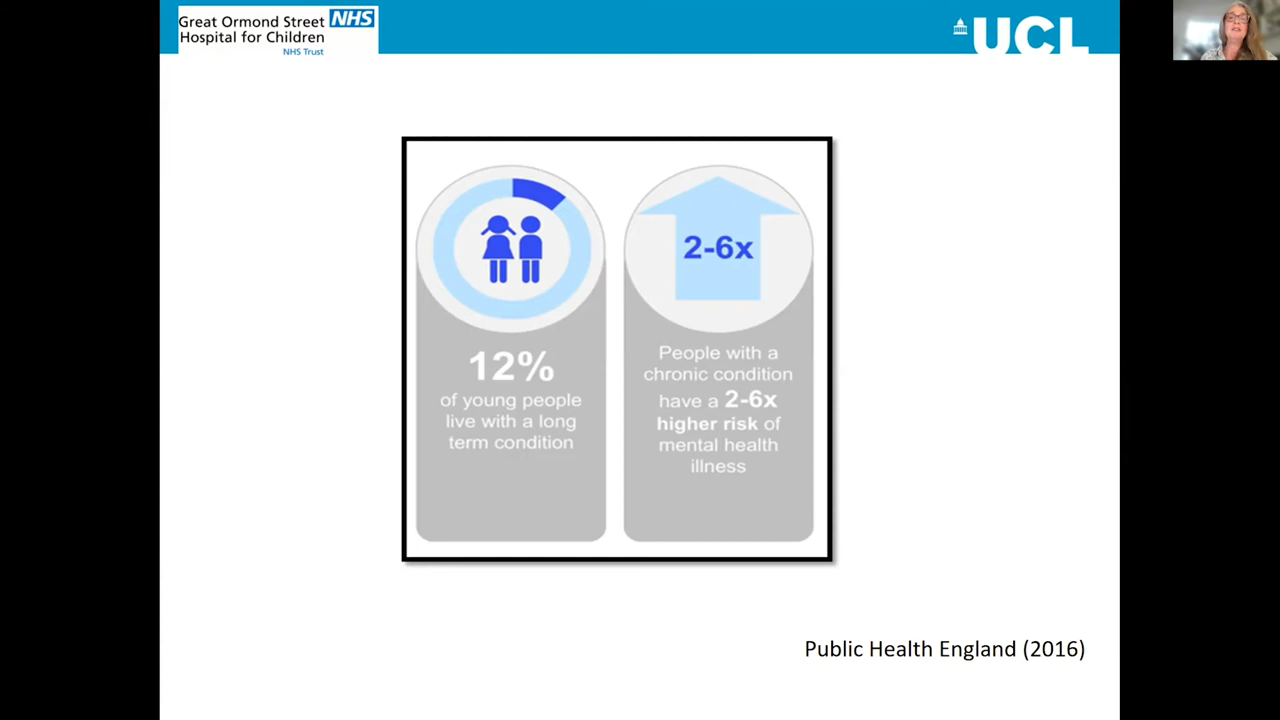 Great Ormond Street NHS
Hospital for Children
NHS Trust
UCL
2-6x
12%
of young people
live with a long
term condition
People with a
chronic condition
have a 2-6x
higher risk of
mental health
illness
Public Health England (2016)